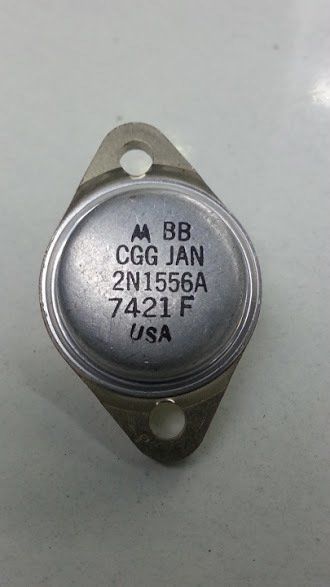 BB
CGG JAN
2N1556A
7421 F
USA